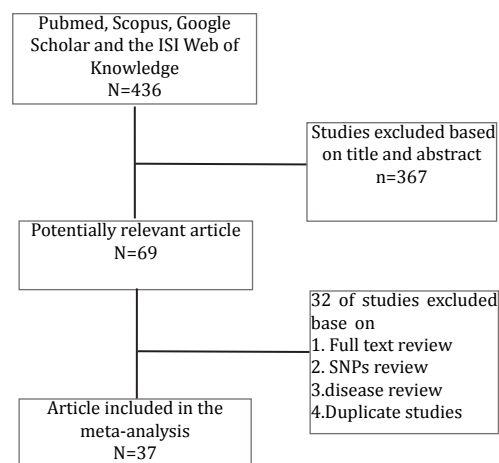 Pubmed, Scopus, Google
Scholar and the ISI Web of
Knowledge
N=436
Studies excluded based
on title and abstract
n=367
Potentially relevant article
N=69
32 of studies excluded
base on
1. Full text review
2. SNPs review
3.disease review
4.Duplicate studies
Article included in the
meta-analysis
N=37